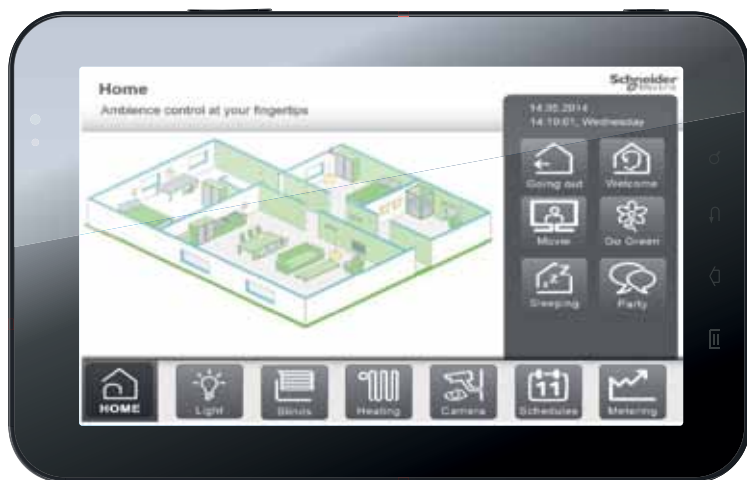 Home
Ambience control at your fingertips
Schneider
Electric
14.05.2014
14:19:01, Wednesday
Going out
Welcome
Movie
Go Green
Sleeping
Party
HOME
Light
Blinds
Heating
Camera
11
Schedules
Metering